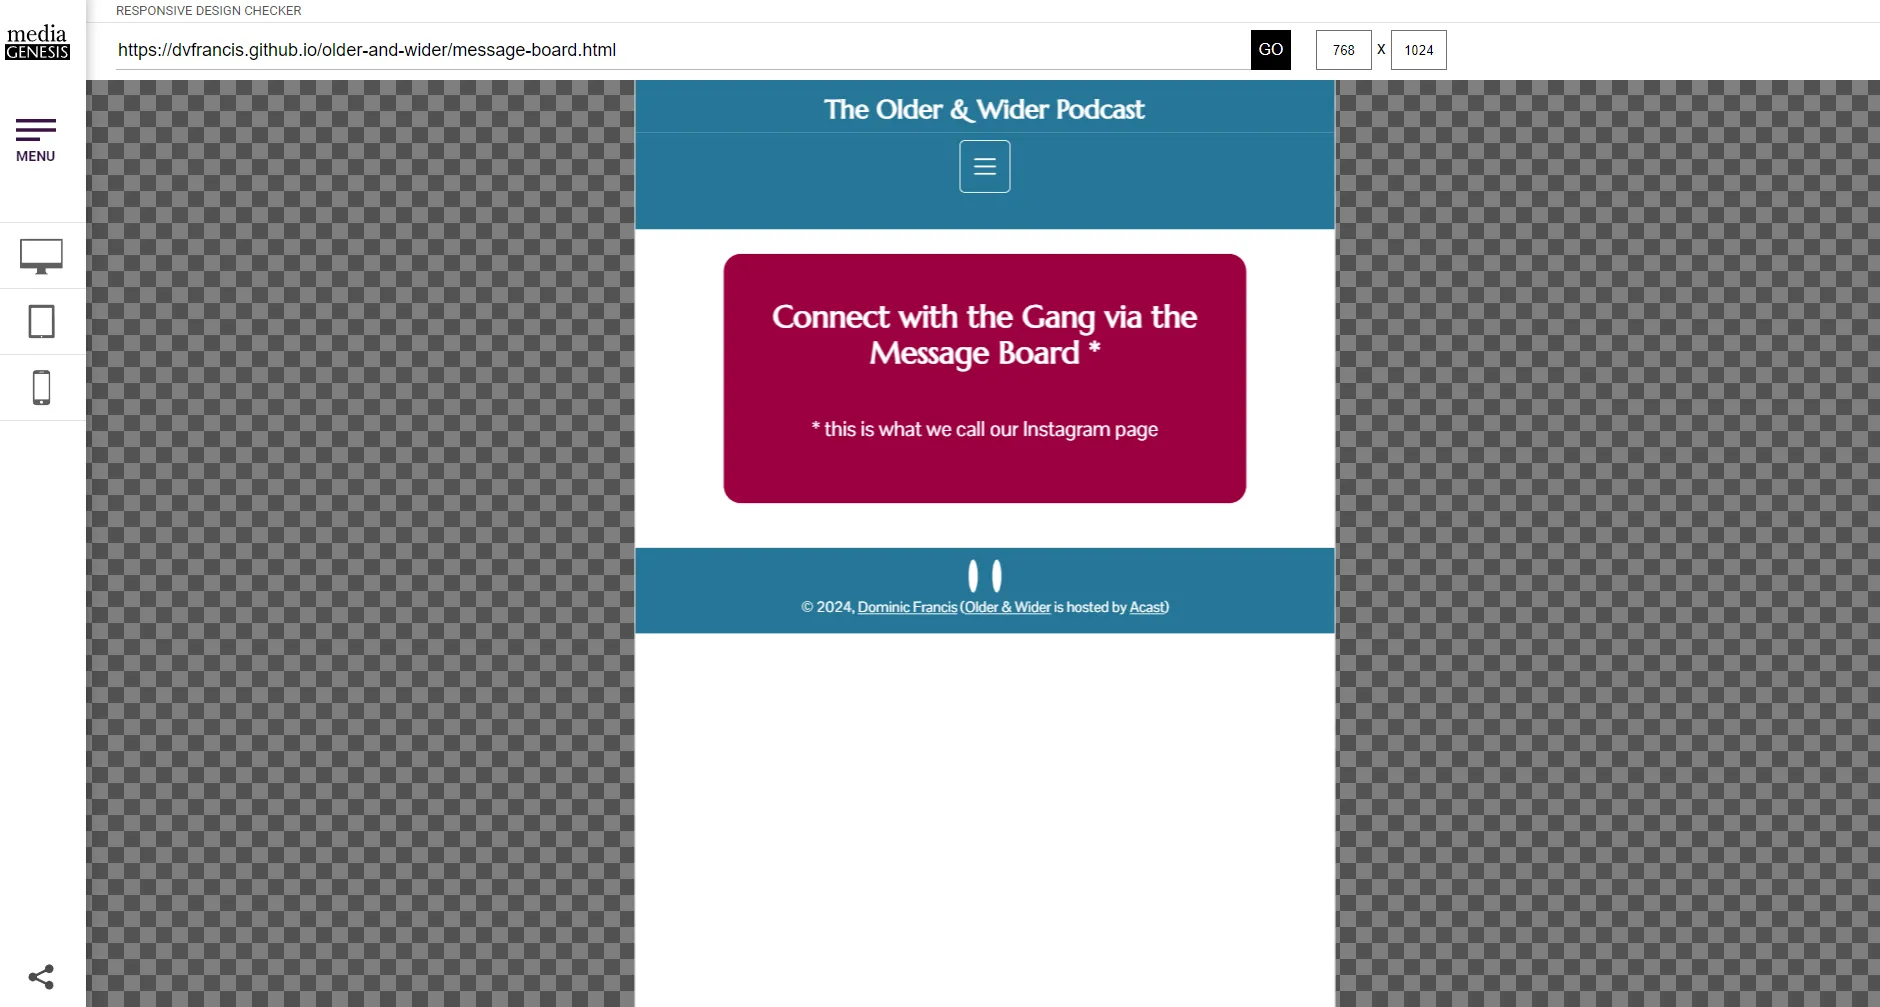 RESPONSIVE DESIGN CHECKER
media
GENESIS
https://dvfrancis.github.io/older-and-wider/message-board.html
GO
768 X 1024
MENU
The Older & Wider Podcast
Connect with the Gang via the
Message Board *
* this is what we call our Instagram page
© 2024, Dominic Francis (Older & Wider is hosted by Acast)